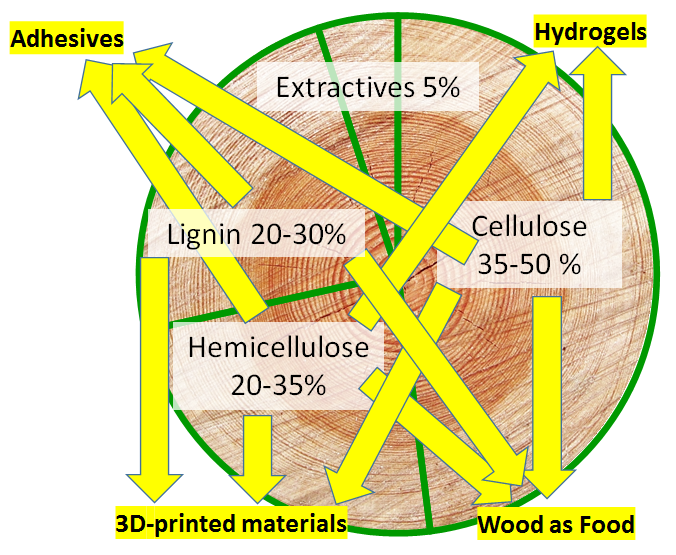 Adhesives
Hydrogels
Extractives 5%
Lignin 20-30%
Cellulose
35-50 %
Hemicellulose
20-35%
3D-printed materials
Wood as Food